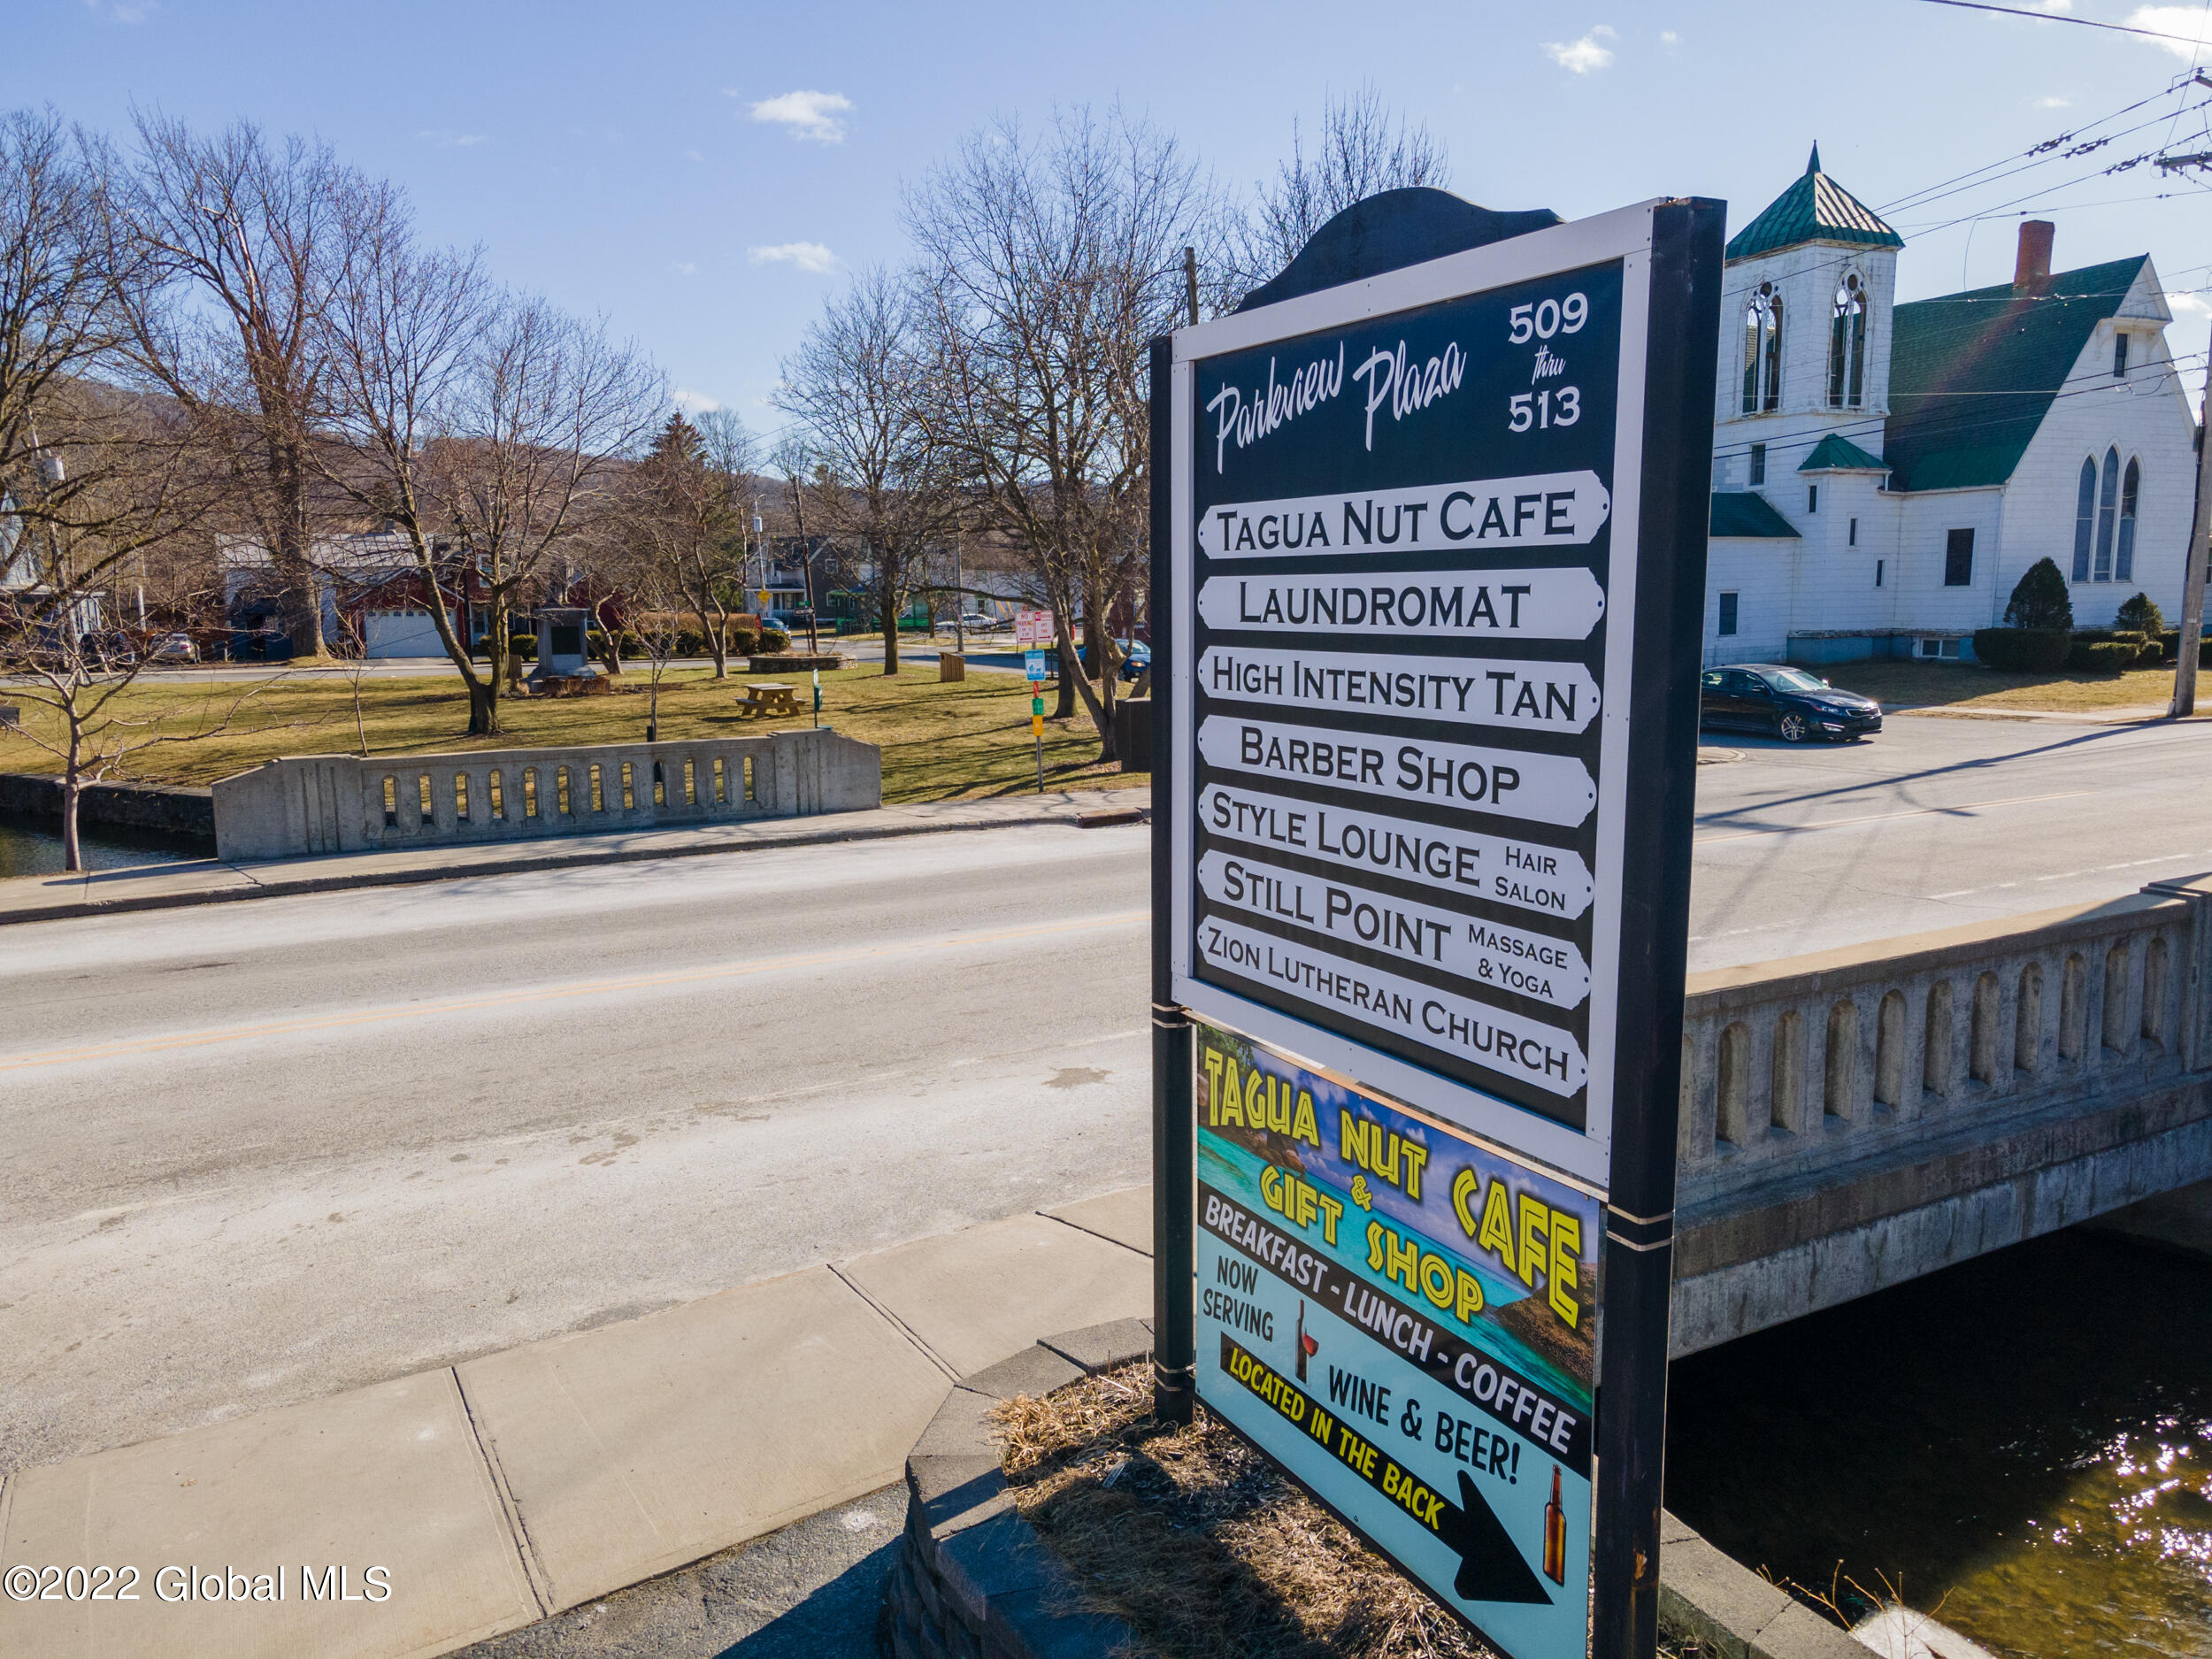 Parkview Plaza
509
thru
513
TAGUA NUT CAFE
LAUNDROMAT
HIGH INTENSITY TAN
BARBER SHOP
STYLE LOUNGE HAIR SALON
STILL POINT MASSAGE & YOGA
ZION LUTHERAN CHURCH
TAGUA NUT CAFE
&
GIFT SHOP
BREAKFAST - LUNCH - COFFEE
NOW SERVING
WINE & BEER!
LOCATED IN THE BACK
©2022 Global MLS